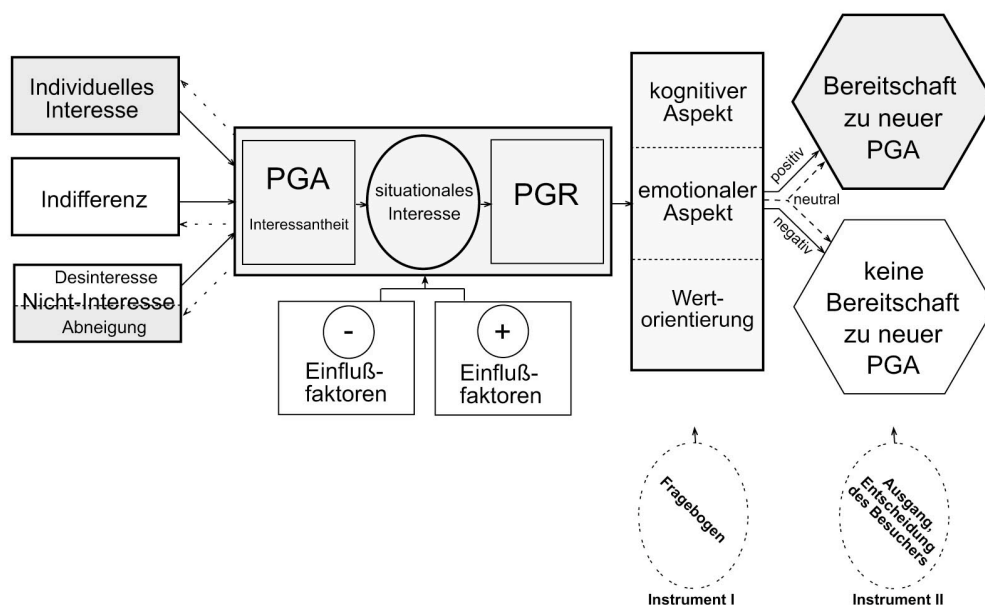 Individuelles
Interesse
Indifferenz
Desinteresse
Nicht-Interesse
Abneigung
PGA
Interessantheit
situationales
Interesse
PGR
-
Einfluß-
faktoren
+
Einfluß-
faktoren
kognitiver
Aspekt
emotionaler
Aspekt
Wert-
orientierung
positiv
neutral
negativ
Bereitschaft
zu neuer
PGA
keine
Bereitschaft
zu neuer
PGA
Fragebogen
Instrument I
Ausgang,
Entscheidung
des Besuchers
Instrument II